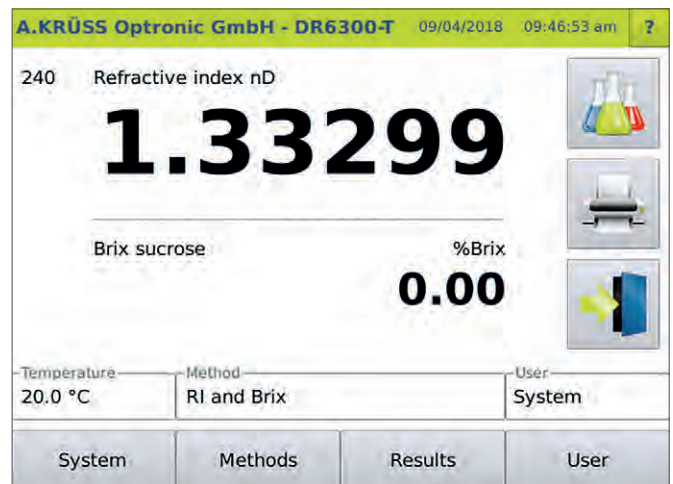 A.KRÜSS Optronic GmbH - DR6300-T 09/04/2018 09:46:53 am ?
240 Refractive index nD
1.33299
Brix sucrose %Brix
0.00
Temperature Method User
20.0 °C RI and Brix System
System Methods Results User